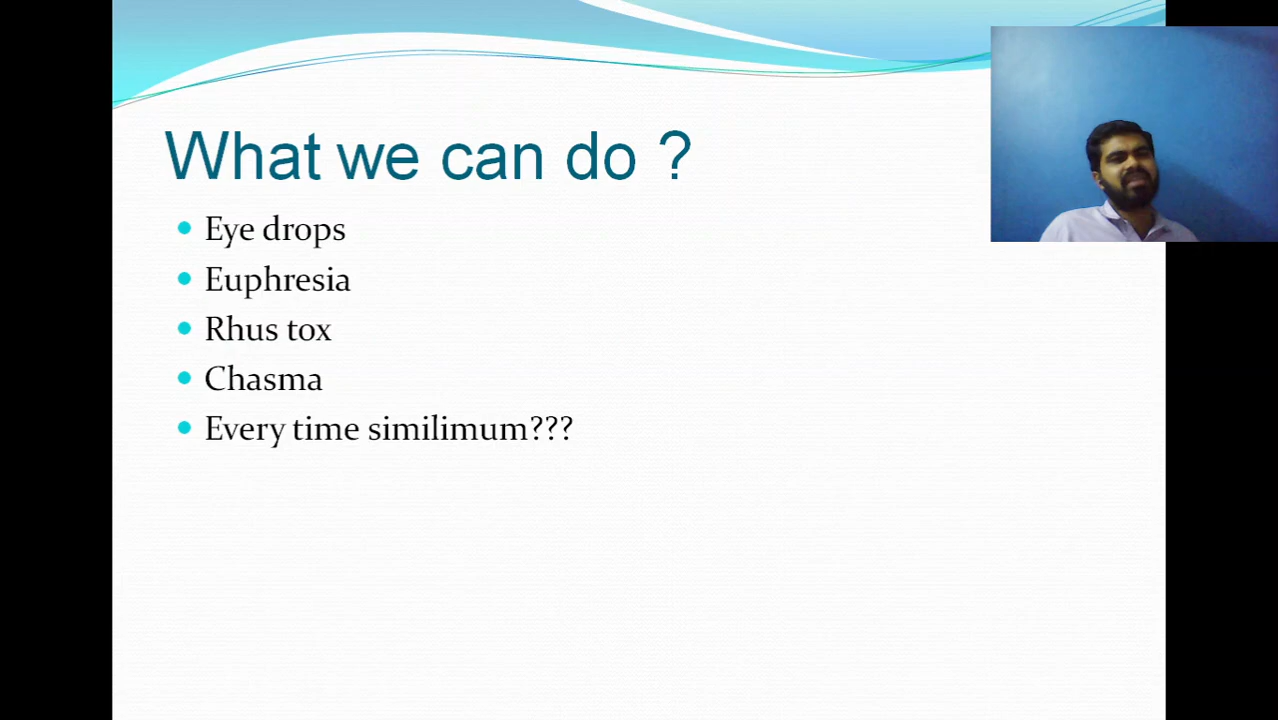 What we can do ?
Eye drops
Euphresia
Rhus tox
Chasma
Every time similimum???